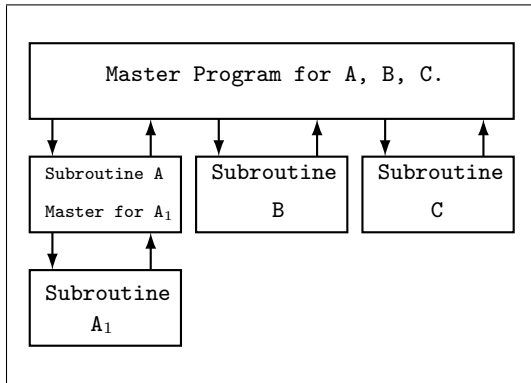 Master Program for A, B, C.
Subroutine A
Master for A₁
Subroutine
B
Subroutine
C
Subroutine
A₁